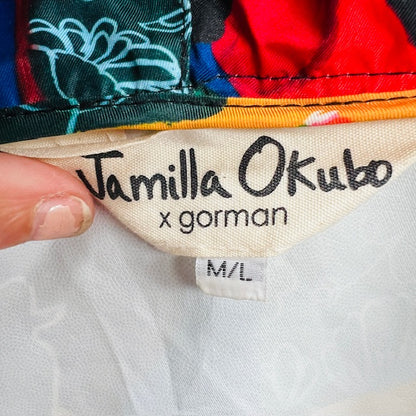 Jamilla Okubo
x gorman
M/L